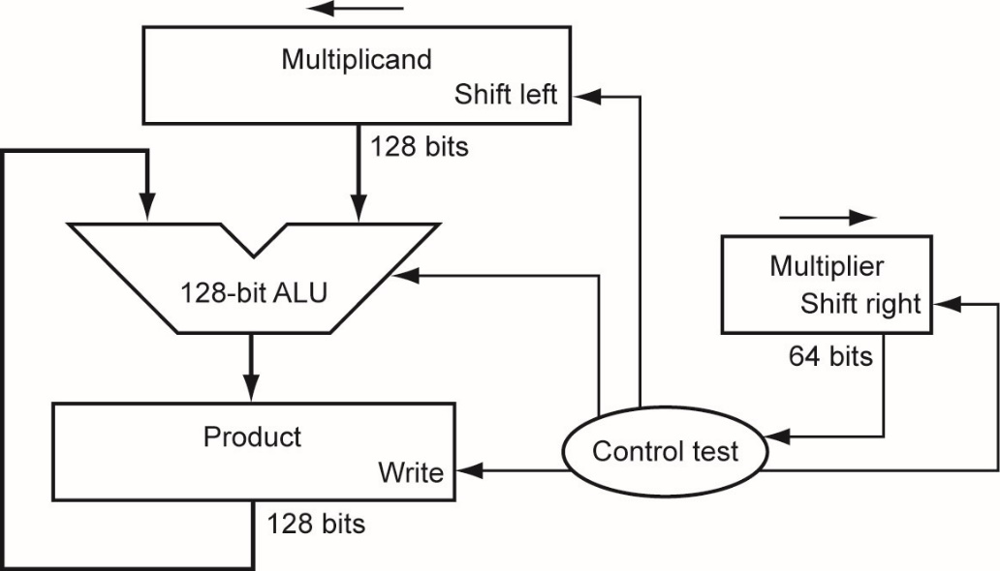 Multiplicand
Shift left
128 bits
128-bit ALU
Multiplier
Shift right
64 bits
Product
Write
Control test
128 bits